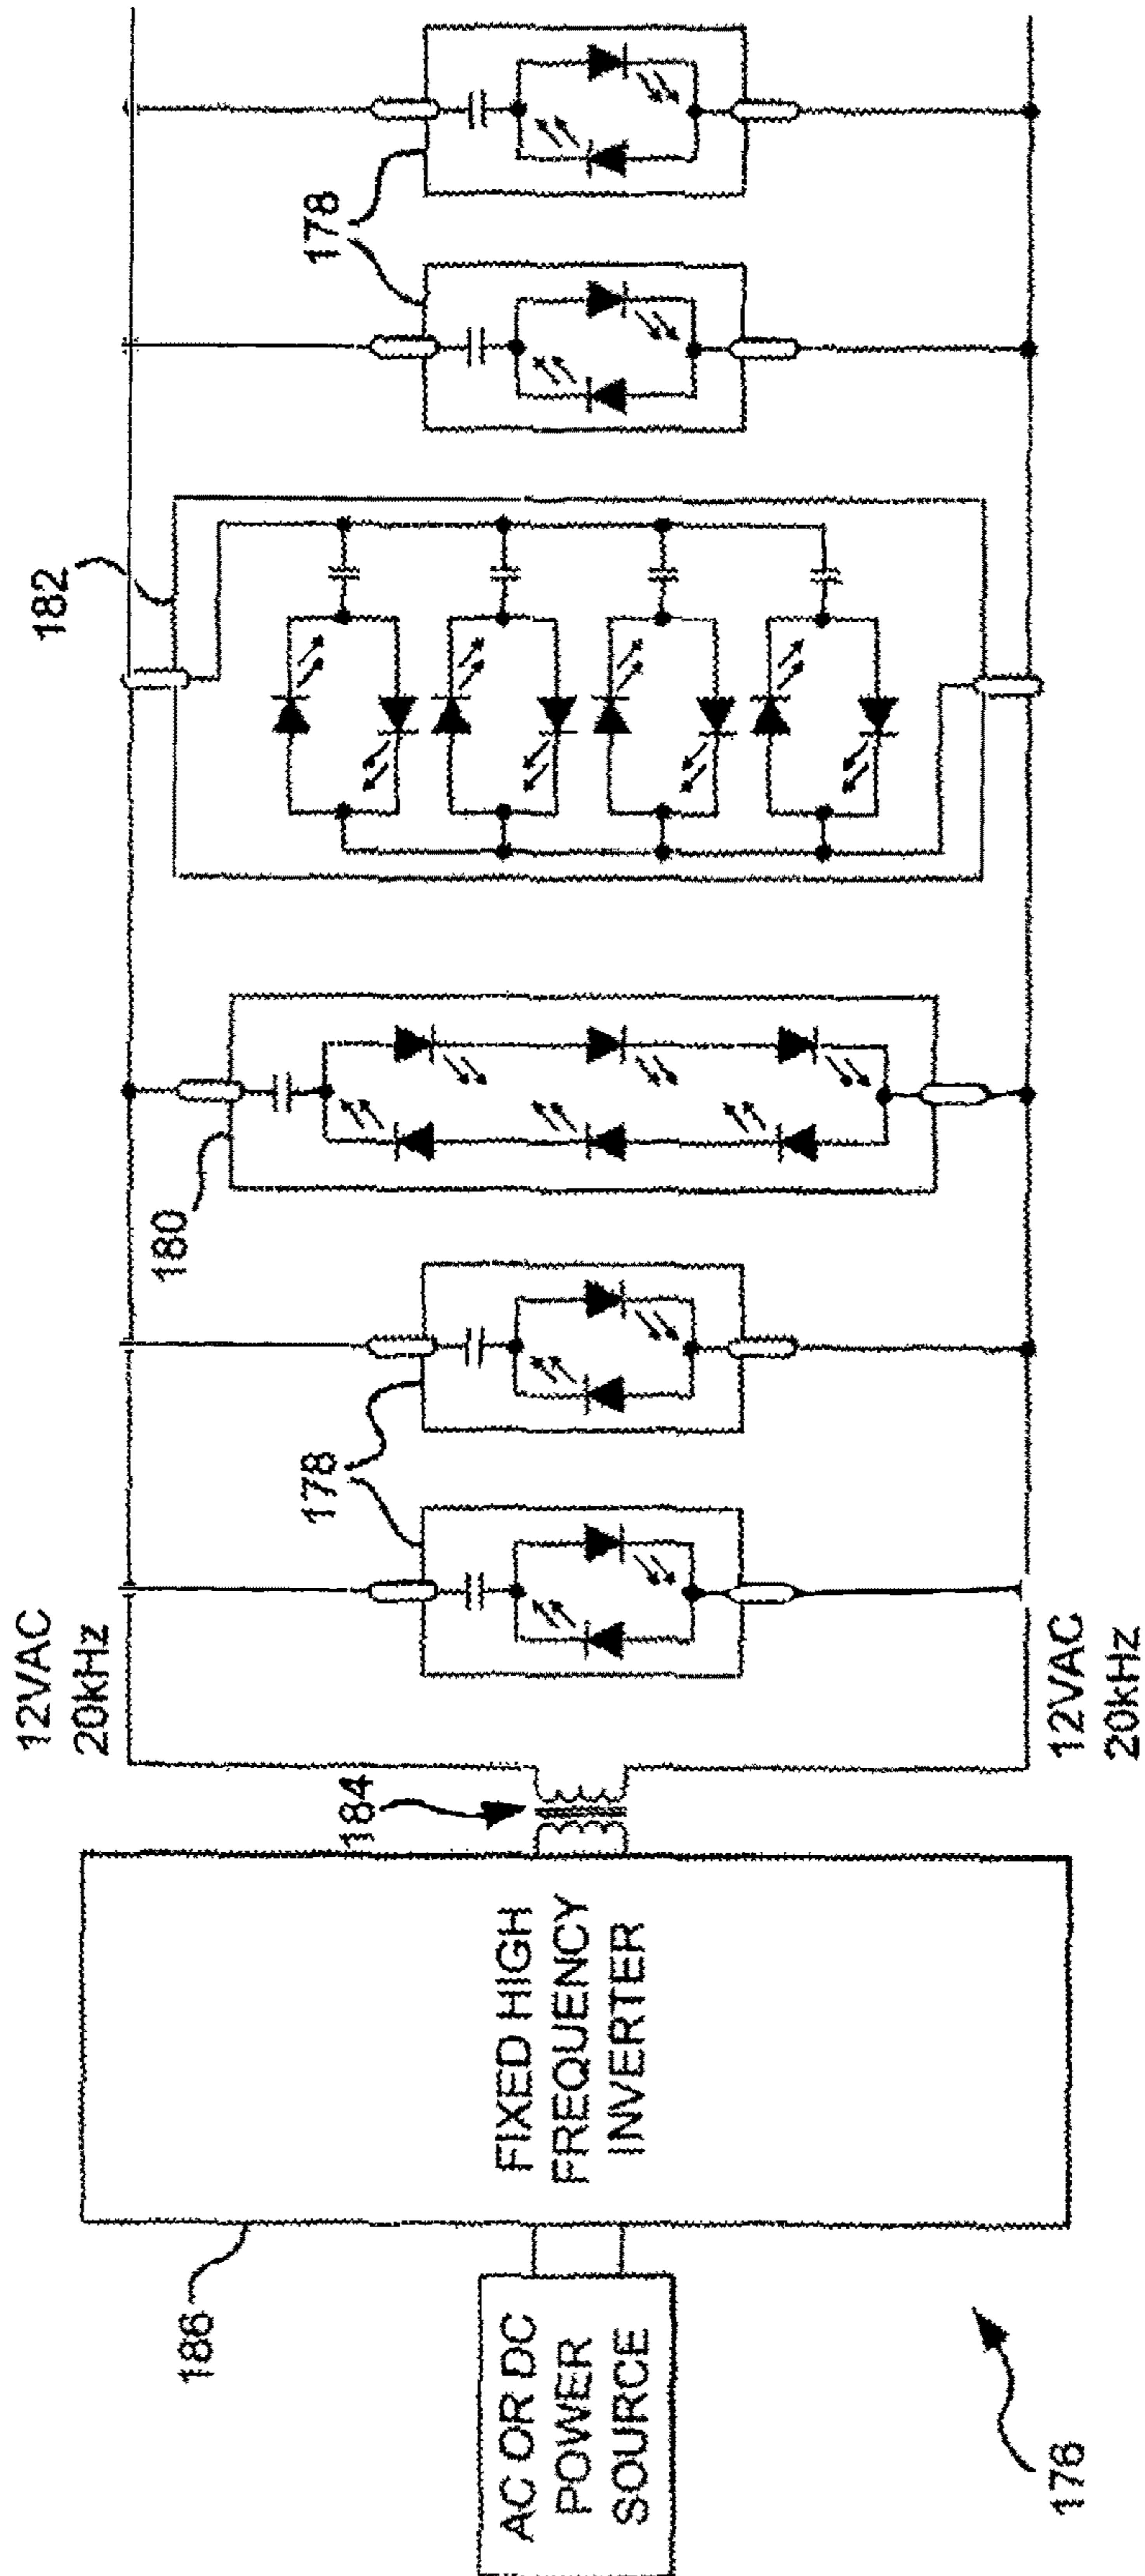 AC OR DC
POWER
SOURCE
186
FIXED HIGH
FREQUENCY
INVERTER
184
12VAC
20kHz
12VAC
20kHz
178
180
182
178
176